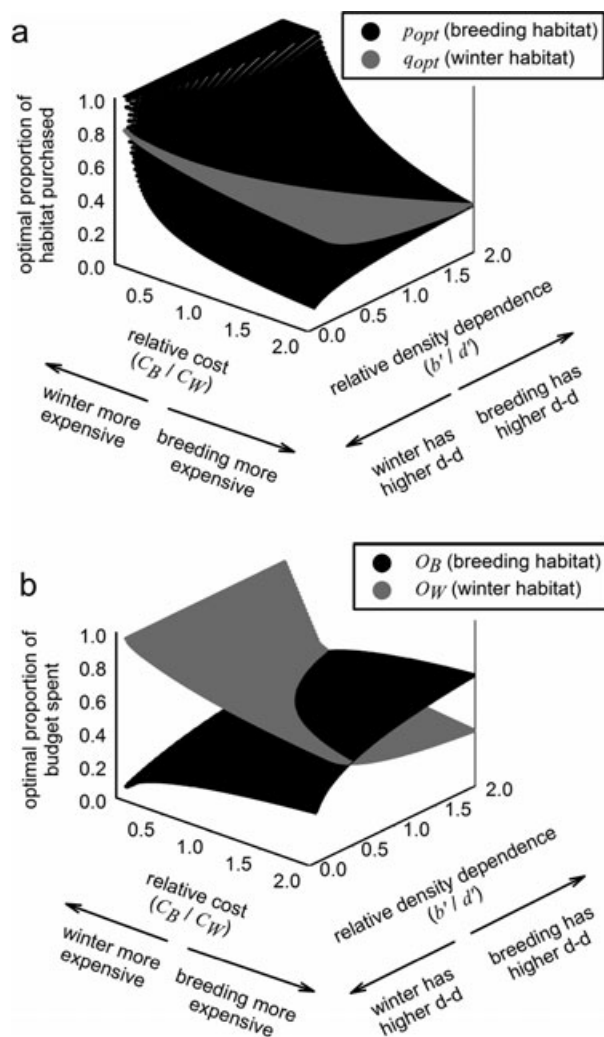 a
p_opt (breeding habitat)
q_opt (winter habitat)
optimal proportion of
habitat purchased
1.0
0.8
0.6
0.4
0.2
0.0
0.5
1.0
1.5
2.0
relative cost
(C_B / C_W)
0.0
0.5
1.0
1.5
2.0
relative density dependence
(b' / d')
winter more
expensive
breeding more
expensive
winter has
higher d-d
breeding has
higher d-d
b
O_B (breeding habitat)
O_W (winter habitat)
optimal proportion of
budget spent
1.0
0.8
0.6
0.4
0.2
0.0
0.5
1.0
1.5
2.0
relative cost
(C_B / C_W)
0.0
0.5
1.0
1.5
2.0
relative density dependence
(b' / d')
winter more
expensive
breeding more
expensive
winter has
higher d-d
breeding has
higher d-d